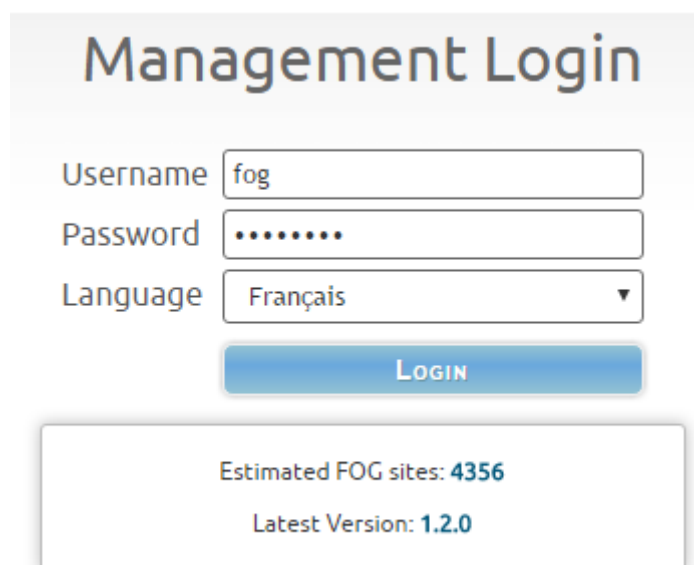 Management Login
Username fog
Password ••••••••
Language Français
LOGIN
Estimated FOG sites: 4356
Latest Version: 1.2.0